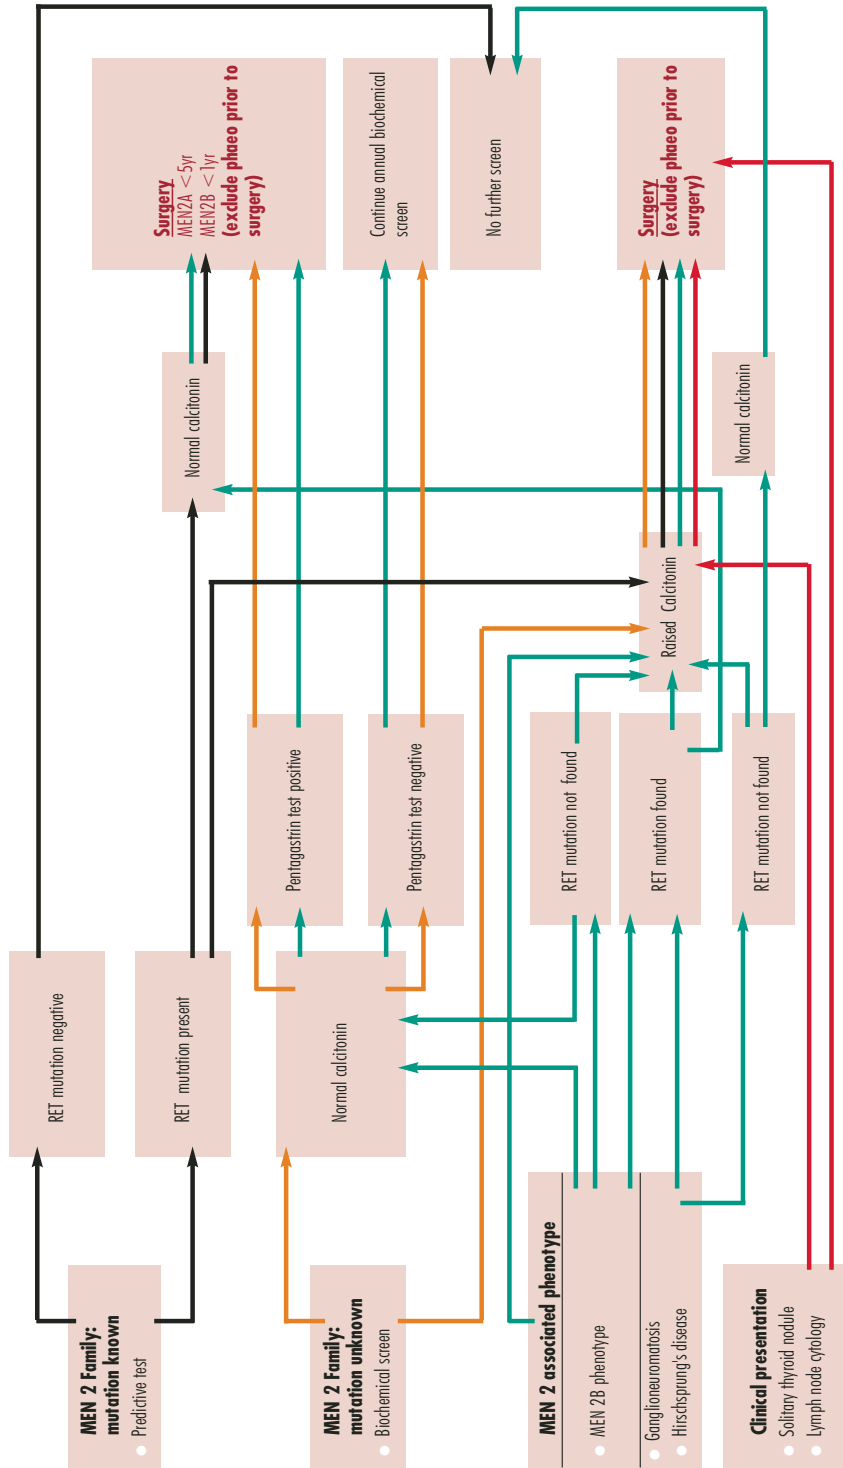 MEN 2 Family:
mutation known
Predictive test
MEN 2 Family:
mutation unknown
Biochemical screen
MEN 2 associated phenotype
MEN 2B phenotype
Ganglioneuromatosis
Hirschsprung's disease
Clinical presentation
Solitary thyroid nodule
Lymph node cytology
RET mutation negative
RET mutation present
Normal calcitonin
Pentagastrin test positive
Pentagastrin test negative
RET mutation not found
RET mutation found
RET mutation not found
Raised Calcitonin
Normal calcitonin
Normal calcitonin
Surgery
MEN2A <5yr
MEN2B <1yr
(exclude phaeo prior to
surgery)
Continue annual biochemical
screen
No further screen
Surgery
(exclude phaeo prior to
surgery)